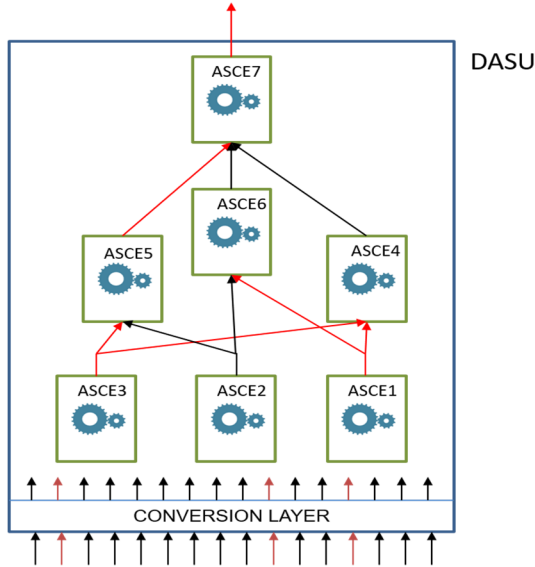 ASCE7
DASU
ASCE6
ASCE5
ASCE4
ASCE3
ASCE2
ASCE1
CONVERSION LAYER